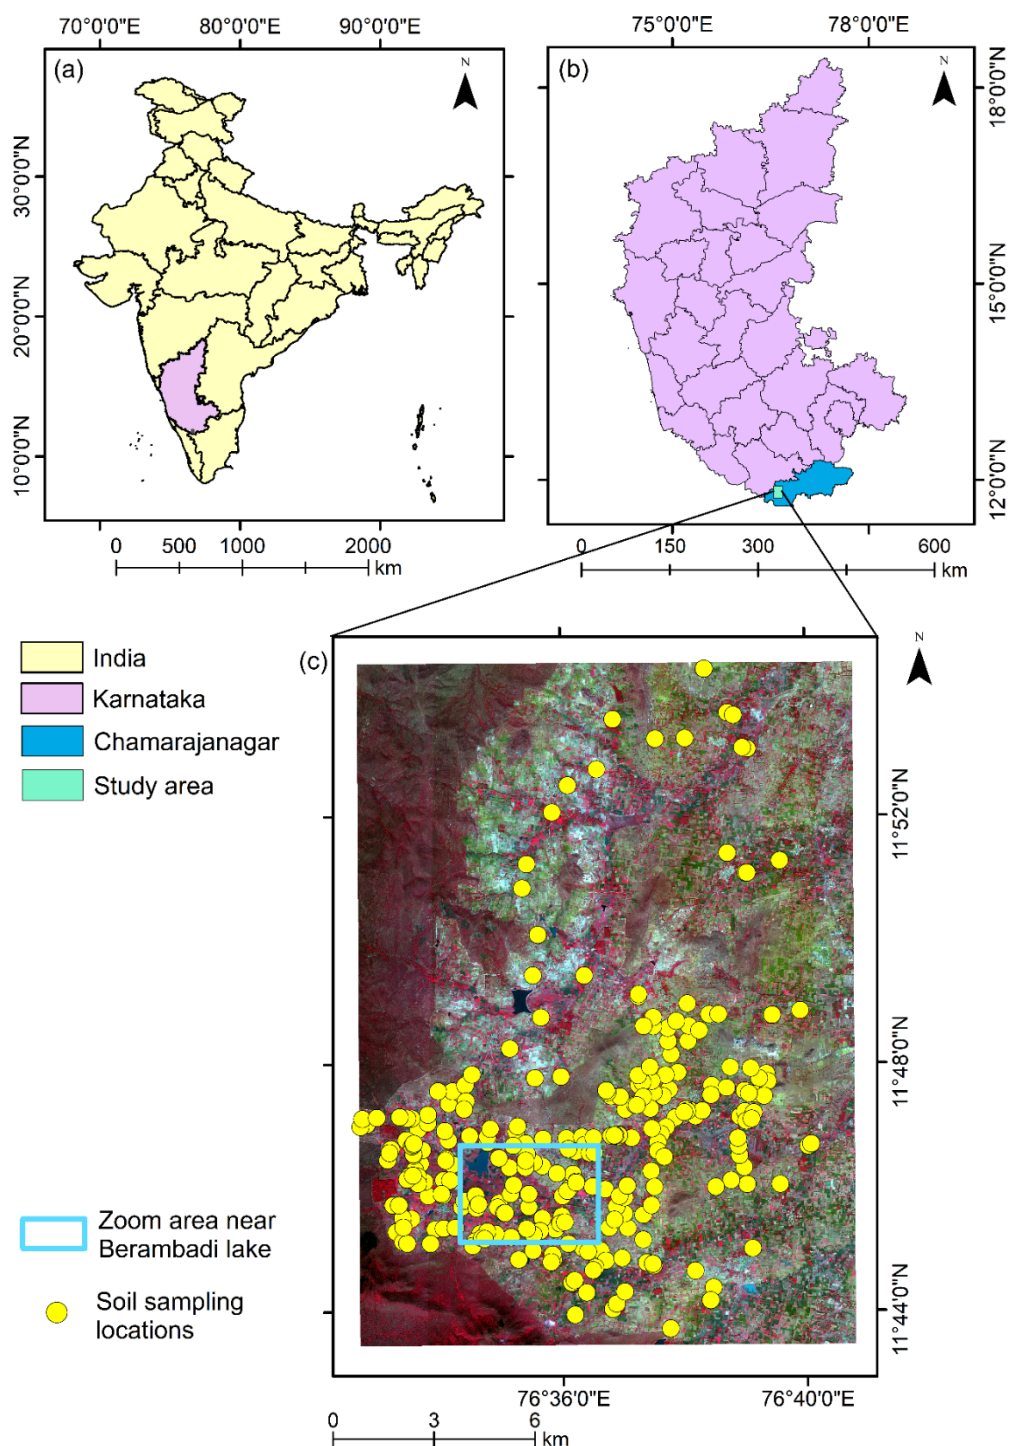 70°0'0"E 80°0'0"E 90°0'0"E
(a)
N
30°0'0"N
20°0'0"N
10°0'0"N
0 500 1000 2000
km
75°0'0"E 78°0'0"E
(b)
N
18°0'0"N
15°0'0"N
12°0'0"N
0 150 300 600
km
India
Karnataka
Chamarajanagar
Study area
Zoom area near
Berambadi lake
Soil sampling
locations
(c)
N
11°52'0"N
11°48'0"N
11°44'0"N
76°36'0"E 76°40'0"E
0 3 6
km